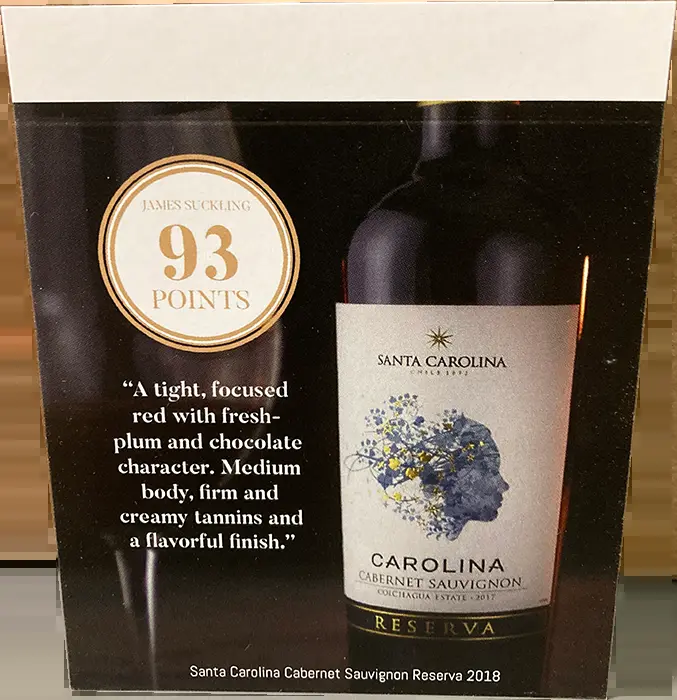 JAMES SUCKLING
93
POINTS
“A tight, focused
red with fresh-
plum and chocolate
character. Medium
body, firm and
creamy tannins and
a flavorful finish.”
SANTA CAROLINA
CHILE 1875
CAROLINA
CABERNET SAUVIGNON
COLCHAGUA ESTATE · 2017
RESERVA
Santa Carolina Cabernet Sauvignon Reserva 2018